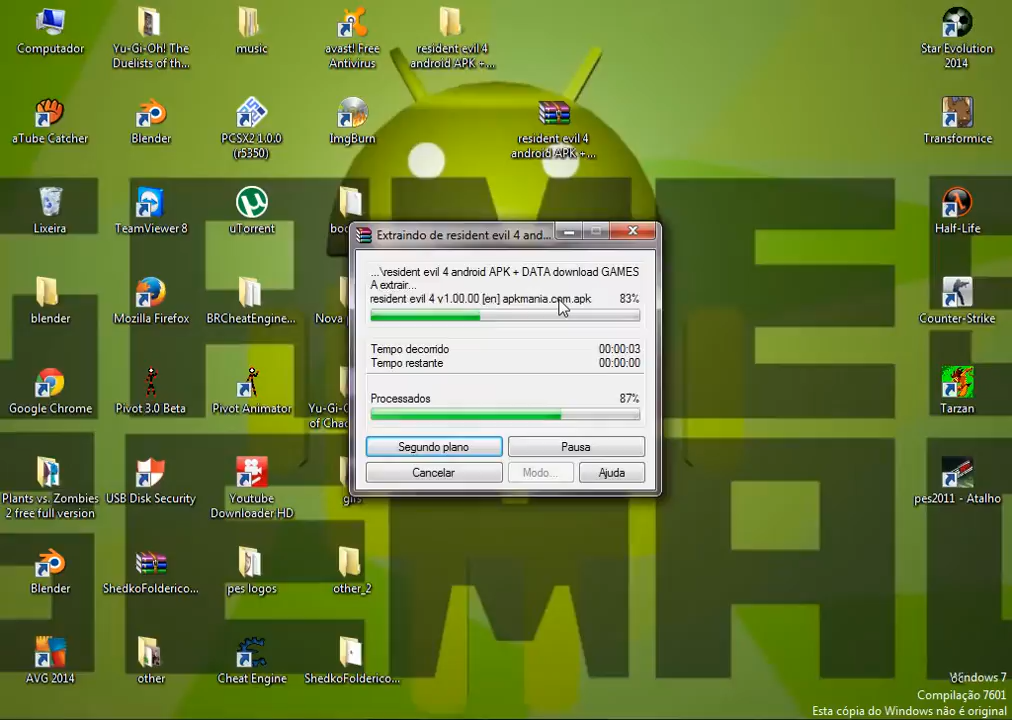 Computador
Yu-Gi-Oh! The
Duelists of th...
music
avast! Free
Antivirus
resident evil 4
android APK +...
Star Evolution
2014
aTube Catcher
Blender
PCSX2 1.0.0
(r5350)
ImgBurn
resident evil 4
android APK +...
Transformice
Lixeira
TeamViewer 8
uTorrent
Half-Life
blender
Mozilla Firefox
BRCheatEngine...
Counter-Strike
Google Chrome
Pivot 3.0 Beta
Pivot Animator
Yu-Gi-
of Chao
Tarzan
Plants vs. Zombies
2 free full version
USB Disk Security
Youtube
Downloader HD
pes2011 - Atalho
Blender
ShedkoFolderico...
pes logos
other_2
AVG 2014
other
Cheat Engine
ShedkoFolderico...
Extraindo de resident evil 4 and...
...\resident evil 4 android APK + DATA download GAMES
A extrair...
resident evil 4 v1.00.00 [en] apkmania.com.apk 83%
Tempo decorrido 00:00:03
Tempo restante 00:00:00
Processados 87%
Segundo plano
Pausa
Cancelar
Modo...
Ajuda
Windows 7
Compilação 7601
Esta cópia do Windows não é original